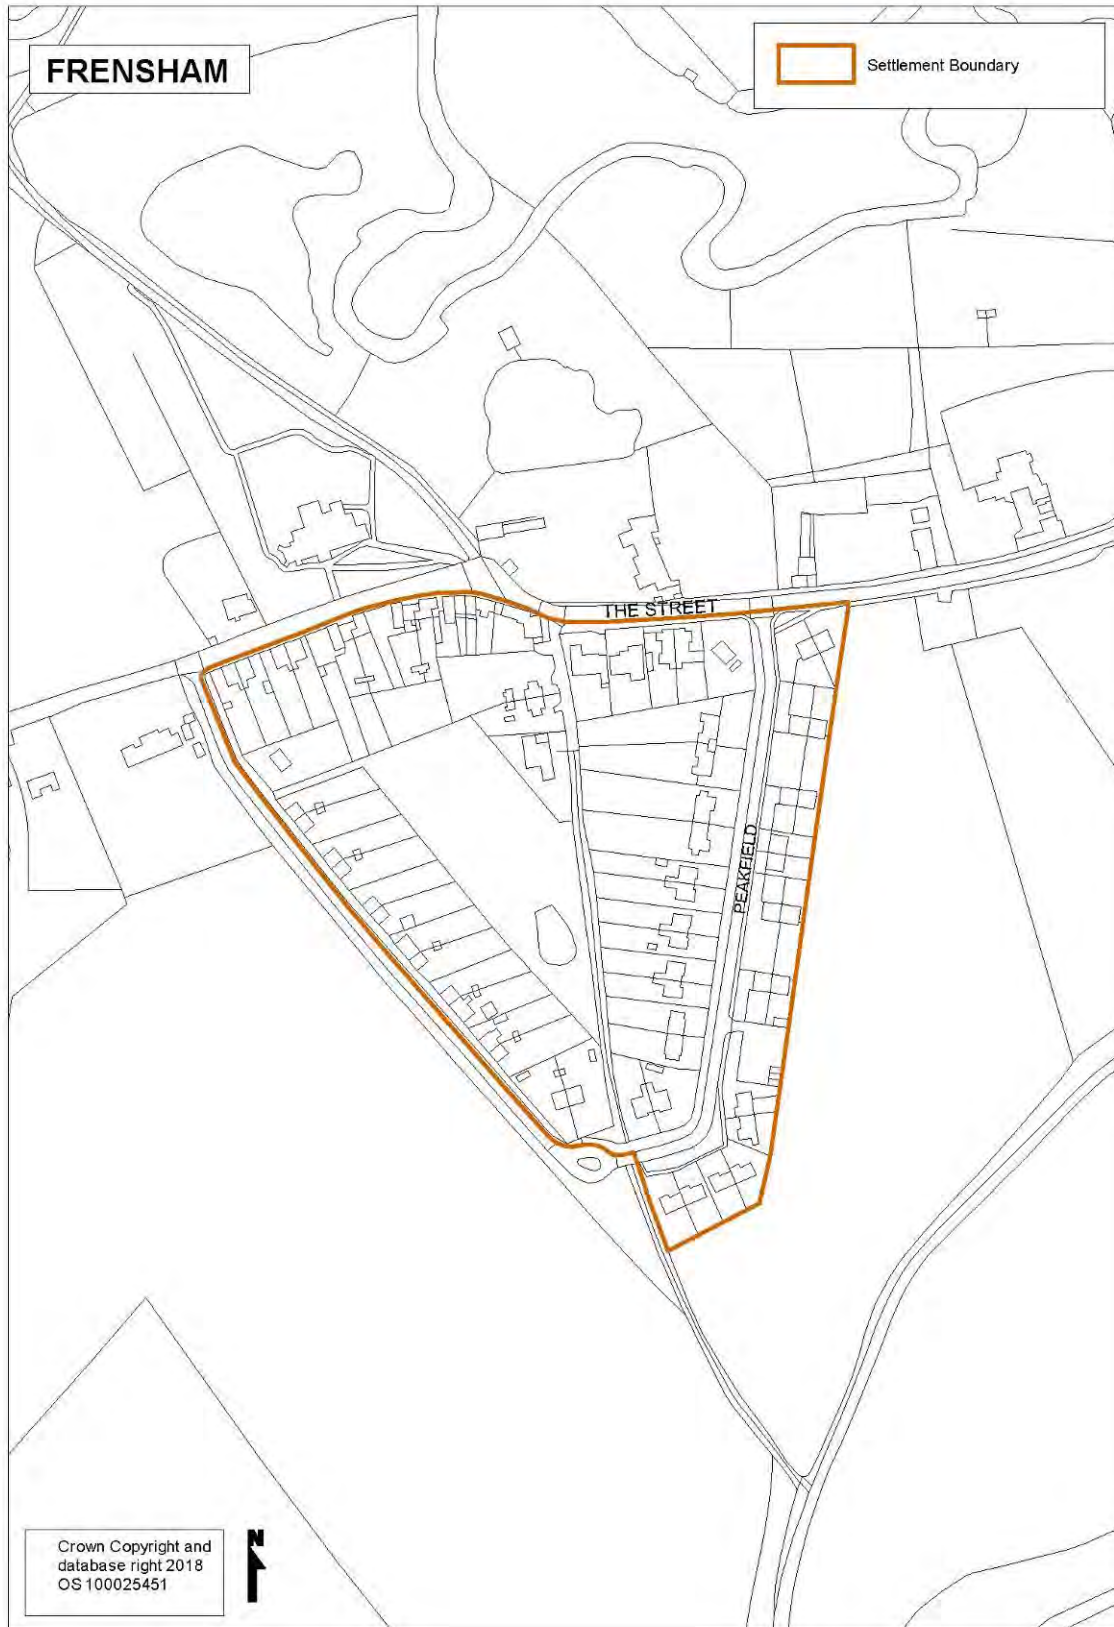 FRENSHAM
Settlement Boundary
THE STREET
PEAKFIELD
Crown Copyright and
database right 2018
OS 100025451
N